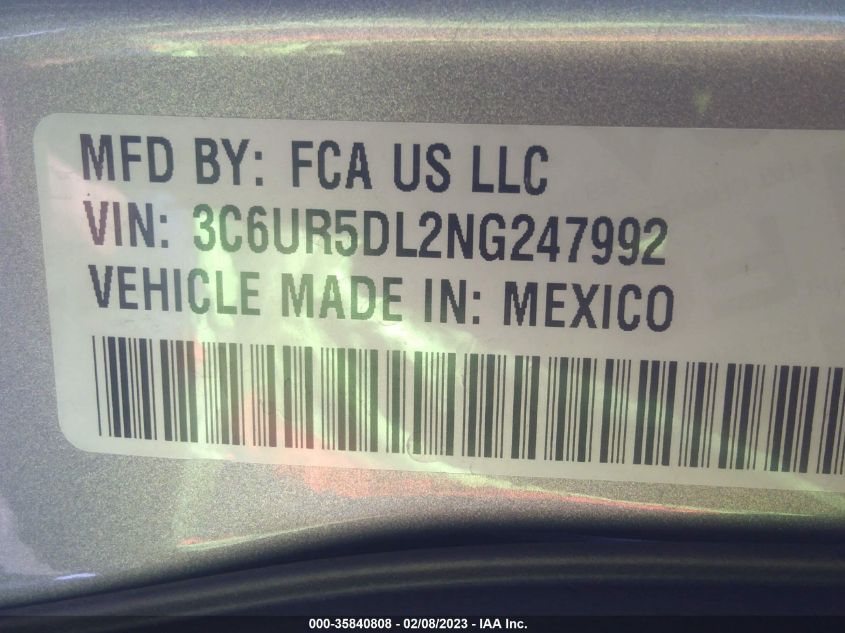 MFD BY: FCA US LLC
VIN: 3C6UR5DL2NG247992
VEHICLE MADE IN: MEXICO
000-35840808 - 02/08/2023 - IAA Inc.